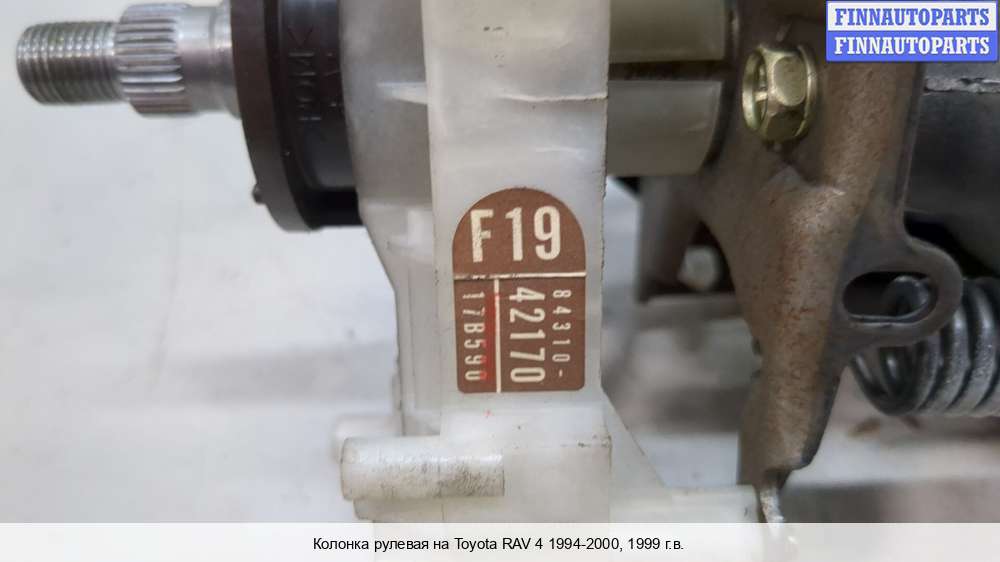 FINNAUTOPARTS
FINNAUTOPARTS
F19
84310-
42170
17B590
Колонка рулевая на Toyota RAV 4 1994-2000, 1999 г.в.